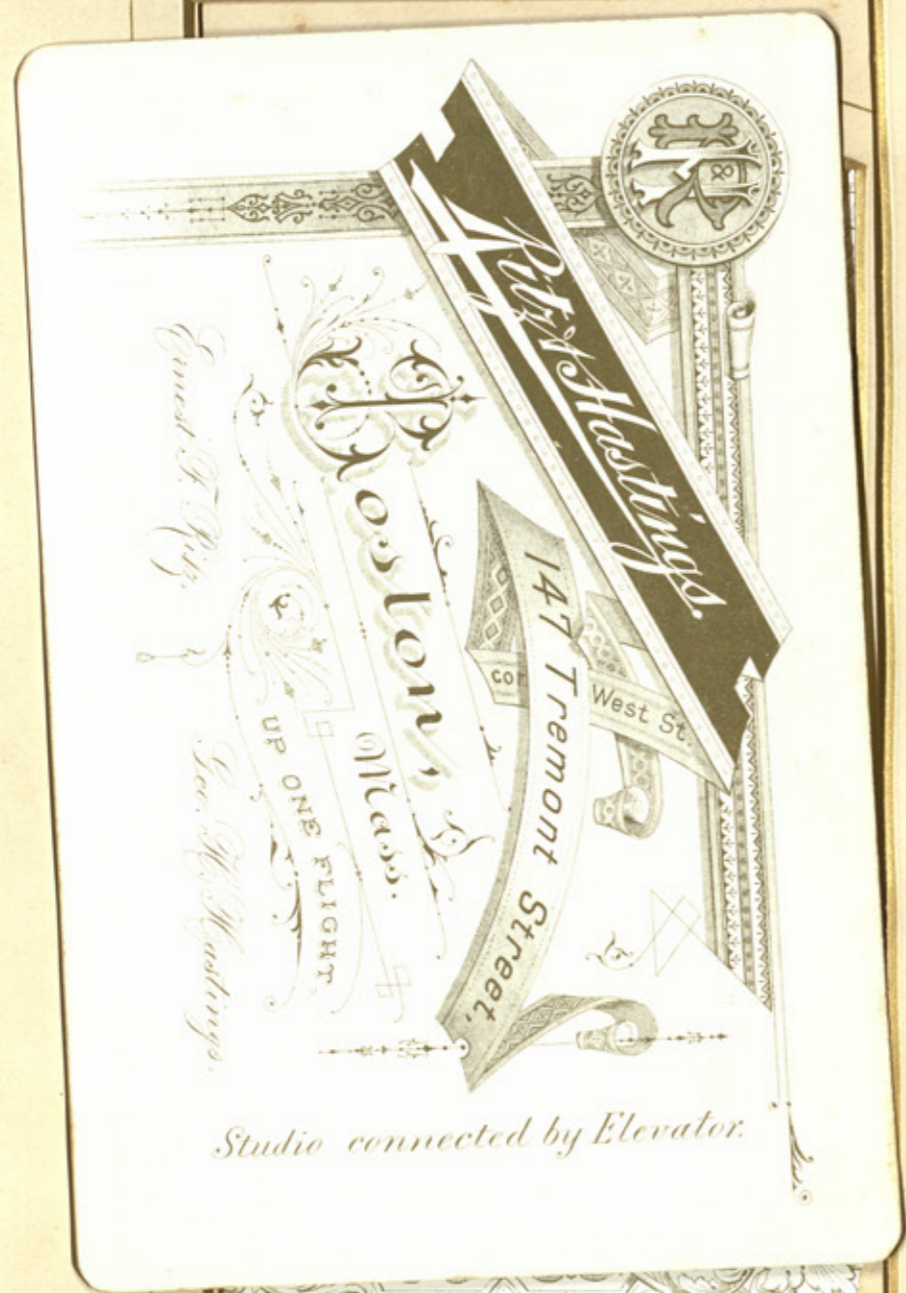 R & H
Ritz & Hastings.
147 Tremont Street,
cor West St.
Boston,
Mass.
UP ONE FLIGHT,
Ernest F. Ritz,
Geo. H. Hastings.
Studio connected by Elevator.